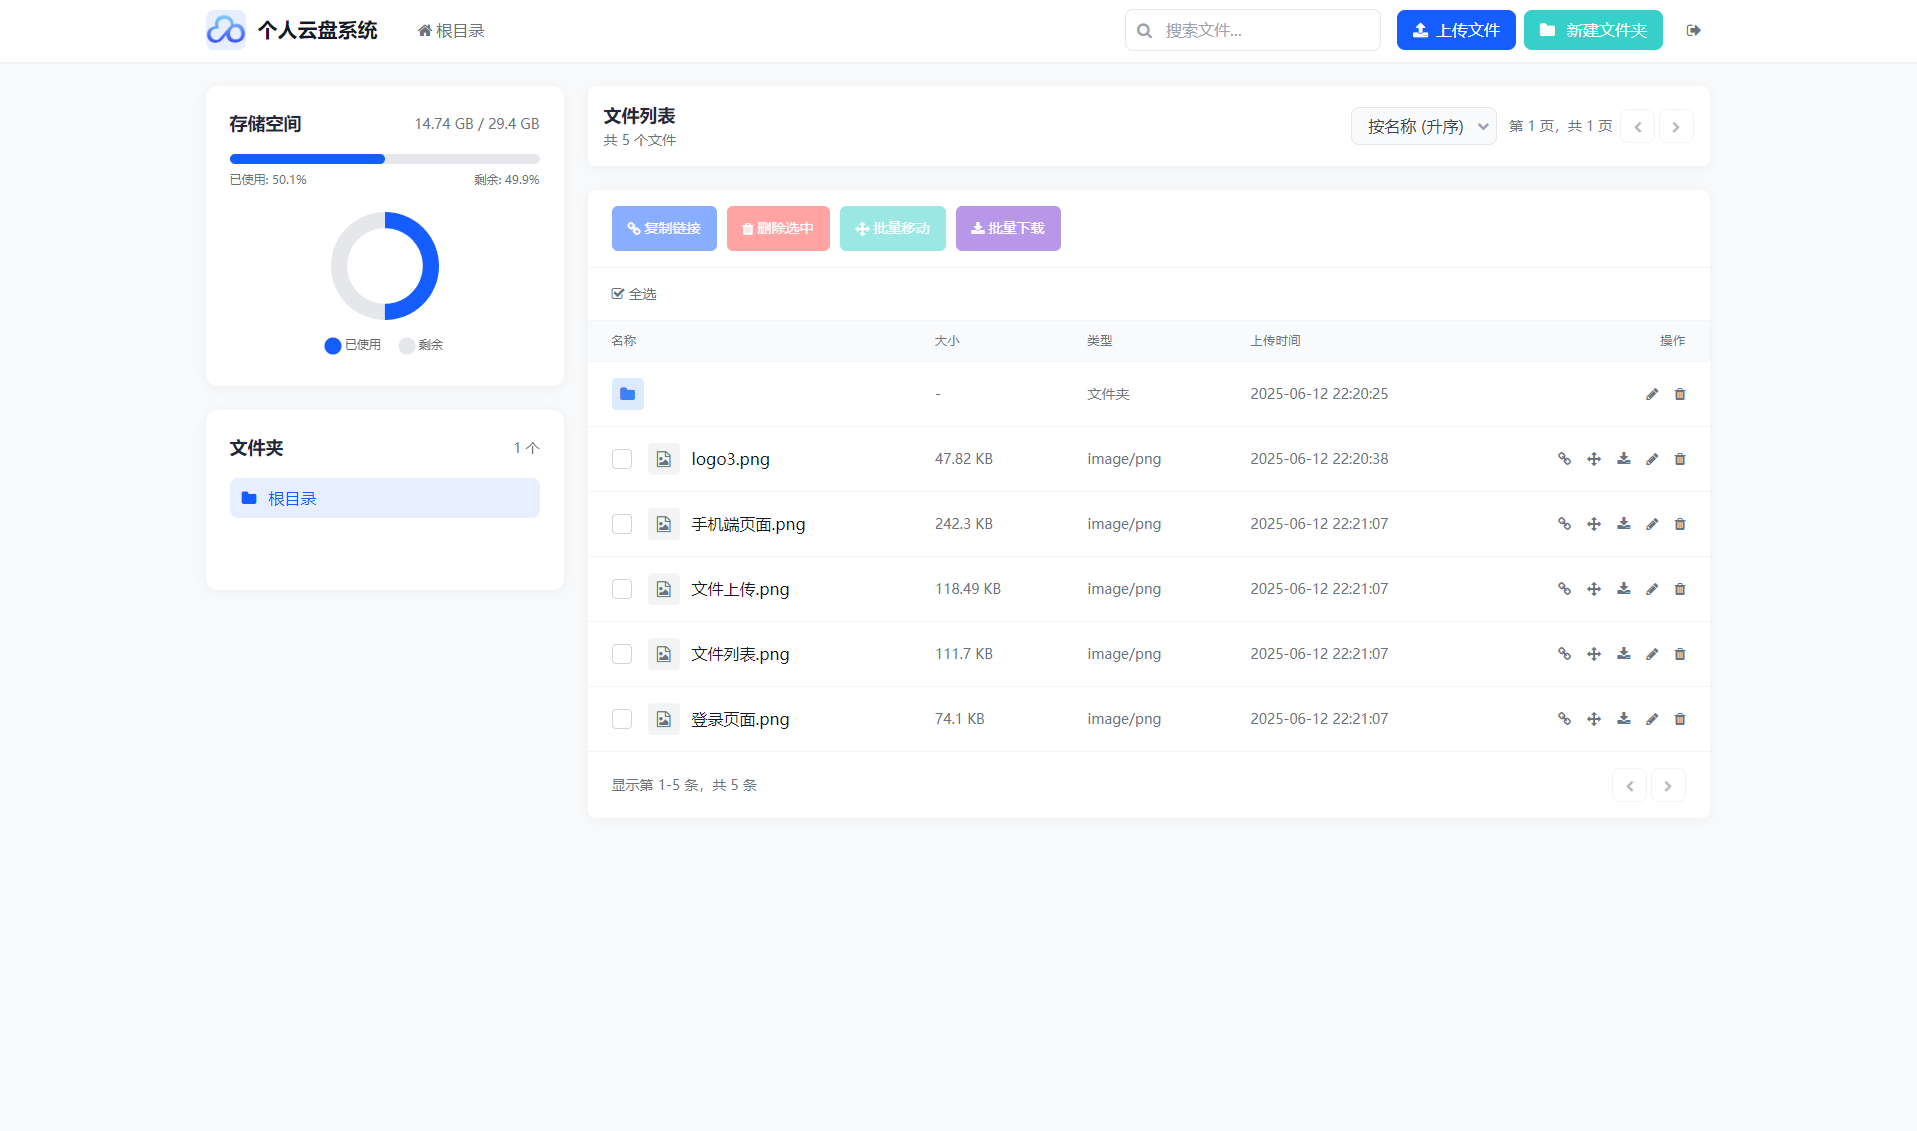 个人云盘系统
根目录
搜索文件...
上传文件
新建文件夹
存储空间
14.74 GB / 29.4 GB
已使用: 50.1%
剩余: 49.9%
已使用
剩余
文件夹
1 个
根目录
文件列表
共 5 个文件
按名称 (升序)
第 1 页，共 1 页
复制链接
删除选中
批量移动
批量下载
全选
名称 大小 类型 上传时间 操作
- 文件夹 2025-06-12 22:20:25
logo3.png 47.82 KB image/png 2025-06-12 22:20:38
手机端页面.png 242.3 KB image/png 2025-06-12 22:21:07
文件上传.png 118.49 KB image/png 2025-06-12 22:21:07
文件列表.png 111.7 KB image/png 2025-06-12 22:21:07
登录页面.png 74.1 KB image/png 2025-06-12 22:21:07
显示第 1-5 条，共 5 条